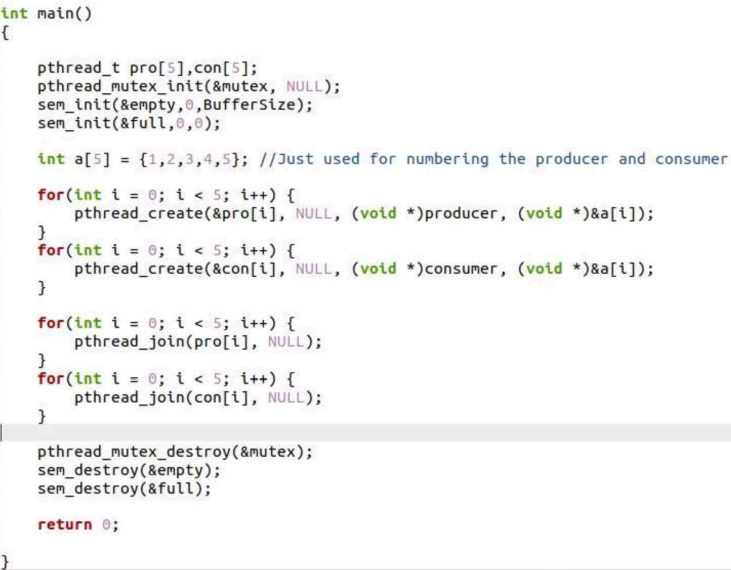 int main()
{
pthread_t pro[5],con[5];
pthread_mutex_init(&mutex, NULL);
sem_init(&empty,0,BufferSize);
sem_init(&full,0,0);
int a[5] = {1,2,3,4,5}; //Just used for numbering the producer and consumer
for(int i = 0; i < 5; i++) {
pthread_create(&pro[i], NULL, (void *)producer, (void *)&a[i]);
}
for(int i = 0; i < 5; i++) {
pthread_create(&con[i], NULL, (void *)consumer, (void *)&a[i]);
}
for(int i = 0; i < 5; i++) {
pthread_join(pro[i], NULL);
}
for(int i = 0; i < 5; i++) {
pthread_join(con[i], NULL);
}
pthread_mutex_destroy(&mutex);
sem_destroy(&empty);
sem_destroy(&full);
return 0;
}